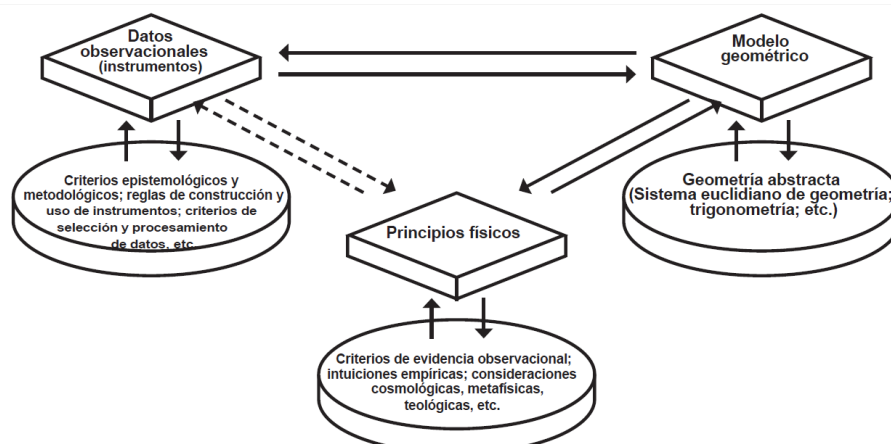 Datos
observacionales
(instrumentos)
Modelo
geométrico
Criterios epistemológicos y
metodológicos; reglas de construcción y
uso de instrumentos; criterios de
selección y procesamiento
de datos, etc.
Geometría abstracta
(Sistema euclidiano de geometría;
trigonometría; etc.)
Principios físicos
Criterios de evidencia observacional;
intuiciones empíricas; consideraciones
cosmológicas, metafísicas,
teológicas, etc.